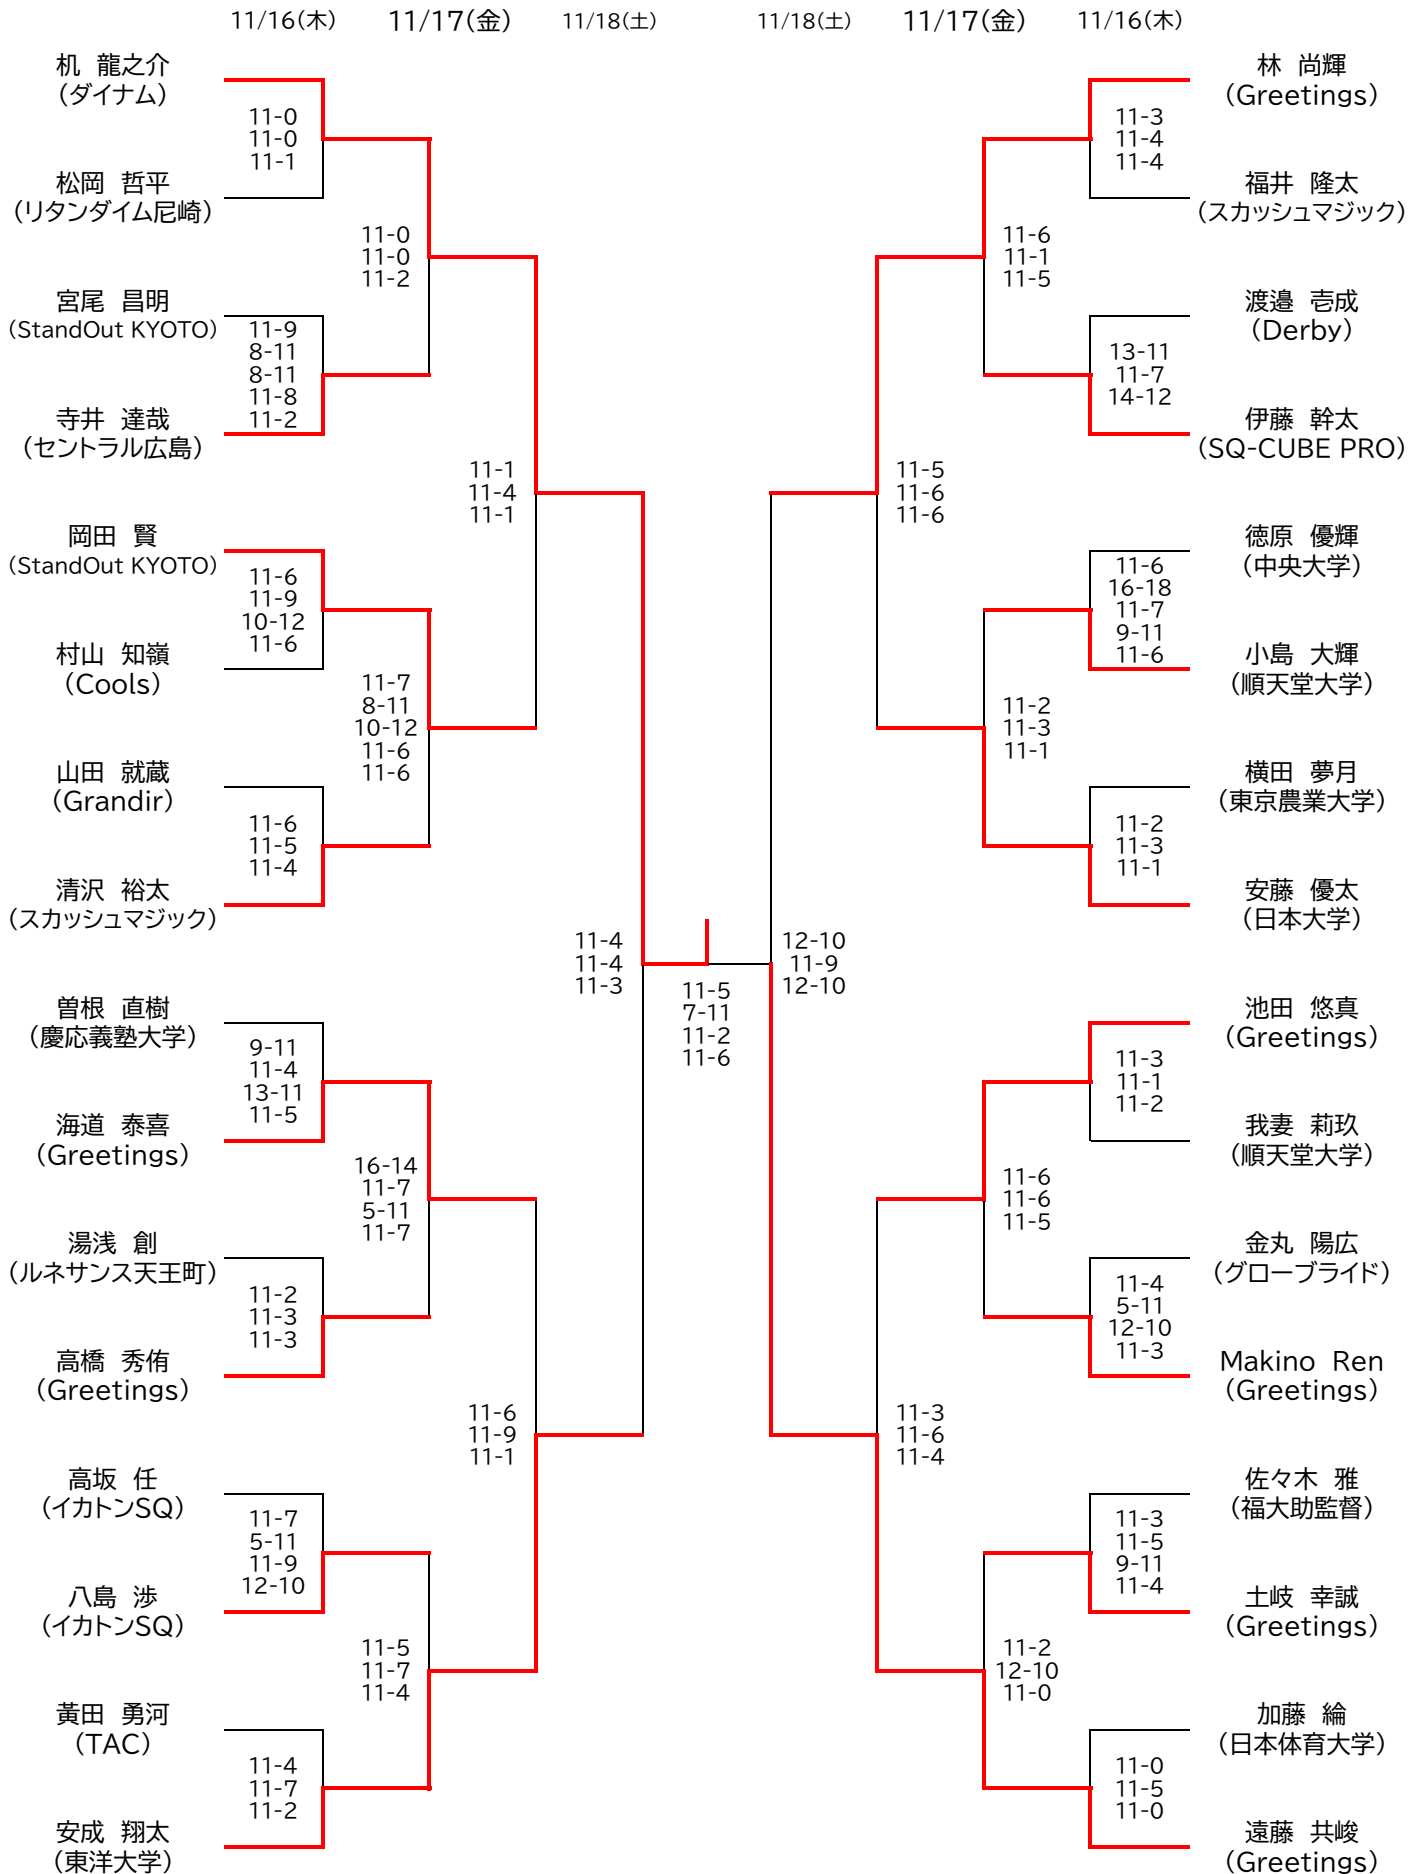 11/16(木) 11/17(金) 11/18(土) 11/18(土) 11/17(金) 11/16(木)
机 龍之介
(ダイナム)
11-0
11-0
11-1
松岡 哲平
(リタンダイム尼崎)
11-0
11-0
11-2
宮尾 昌明
(StandOut KYOTO)
11-9
8-11
8-11
11-8
11-2
寺井 達哉
(セントラル広島)
11-1
11-4
11-1
岡田 賢
(StandOut KYOTO)
11-6
11-9
10-12
11-6
村山 知嶺
(Cools)
11-7
8-11
10-12
11-6
11-6
山田 就蔵
(Grandir)
11-6
11-5
11-4
清沢 裕太
(スカッシュマジック)
11-4
11-4
11-3
曽根 直樹
(慶応義塾大学)
9-11
11-4
13-11
11-5
海道 泰喜
(Greetings)
16-14
11-7
5-11
11-7
湯浅 創
(ルネサンス天王町)
11-2
11-3
11-3
高橋 秀侑
(Greetings)
11-6
11-9
11-1
高坂 任
(イカトンSQ)
11-7
5-11
11-9
12-10
八島 渉
(イカトンSQ)
11-5
11-7
11-4
黃田 勇河
(TAC)
11-4
11-7
11-2
安成 翔太
(東洋大学)
11-5
7-11
11-2
11-6
林 尚輝
(Greetings)
11-3
11-4
11-4
福井 隆太
(スカッシュマジック)
11-6
11-1
11-5
渡邉 壱成
(Derby)
13-11
11-7
14-12
伊藤 幹太
(SQ-CUBE PRO)
11-5
11-6
11-6
徳原 優輝
(中央大学)
11-6
16-18
11-7
9-11
11-6
小島 大輝
(順天堂大学)
11-2
11-3
11-1
横田 夢月
(東京農業大学)
11-2
11-3
11-1
安藤 優太
(日本大学)
12-10
11-9
12-10
池田 悠真
(Greetings)
11-3
11-1
11-2
我妻 莉玖
(順天堂大学)
11-6
11-6
11-5
金丸 陽広
(グローブライド)
11-4
5-11
12-10
11-3
Makino Ren
(Greetings)
11-3
11-6
11-4
佐々木 雅
(福大助監督)
11-3
11-5
9-11
11-4
土岐 幸誠
(Greetings)
11-2
12-10
11-0
加藤 綸
(日本体育大学)
11-0
11-5
11-0
遠藤 共峻
(Greetings)